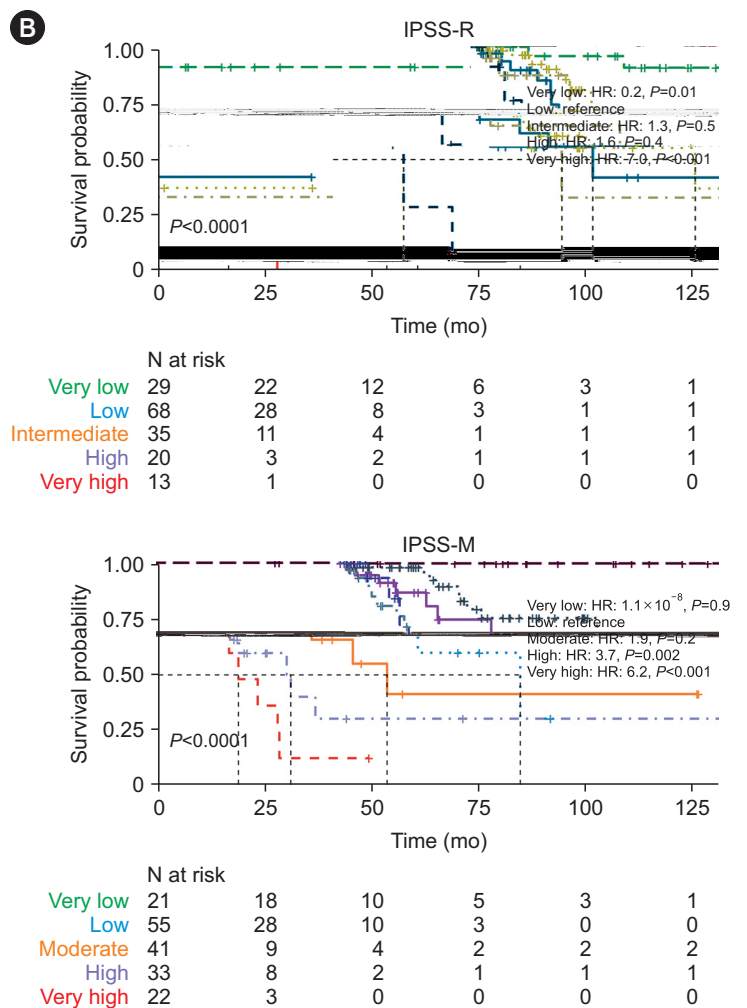 B
IPSS-R
Survival probability
1.00
0.75
0.50
0.25
0
Very low: HR: 0.2, P=0.01
Low: reference
Intermediate: HR: 1.3, P=0.5
High: HR: 1.6, P=0.4
Very high: HR: 7.0, P<0.001
P<0.0001
0 25 50 75 100 125
Time (mo)
N at risk
Very low 29 22 12 6 3 1
Low 68 28 8 3 1 1
Intermediate 35 11 4 1 1 1
High 20 3 2 1 1 1
Very high 13 1 0 0 0 0
IPSS-M
Survival probability
1.00
0.75
0.50
0.25
0
Very low: HR: 1.1×10⁻⁸, P=0.9
Low: reference
Moderate: HR: 1.9, P=0.2
High: HR: 3.7, P=0.002
Very high: HR: 6.2, P<0.001
P<0.0001
0 25 50 75 100 125
Time (mo)
N at risk
Very low 21 18 10 5 3 1
Low 55 28 10 3 0 0
Moderate 41 9 4 2 2 2
High 33 8 2 1 1 1
Very high 22 3 0 0 0 0